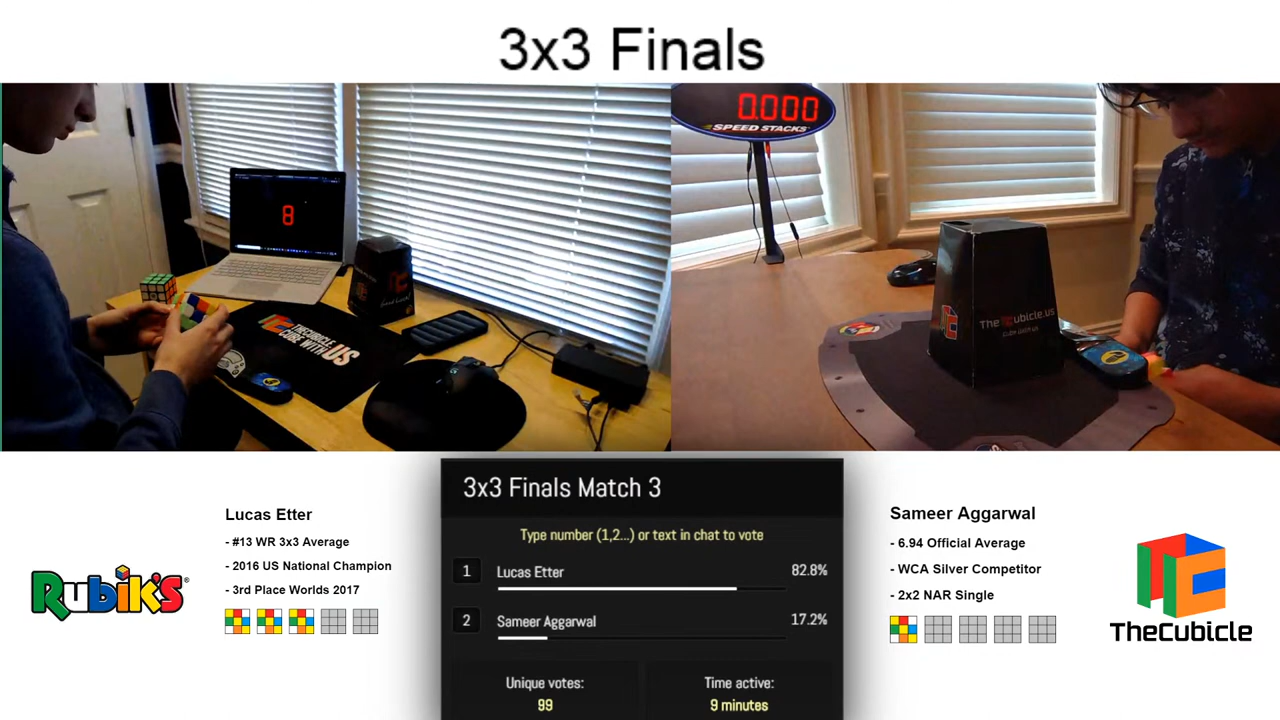 3x3 Finals
8
THECUBICLE
CUBE WITH US
0.000
SPEED STACKS
TheCubicle.us
3x3 Finals Match 3
Type number (1,2...) or text in chat to vote
1 Lucas Etter 82.8%
2 Sameer Aggarwal 17.2%
Unique votes: Time active:
99 9 minutes
Lucas Etter
- #13 WR 3x3 Average
- 2016 US National Champion
- 3rd Place Worlds 2017
Rubik's®
Sameer Aggarwal
- 6.94 Official Average
- WCA Silver Competitor
- 2x2 NAR Single
TheCubicle